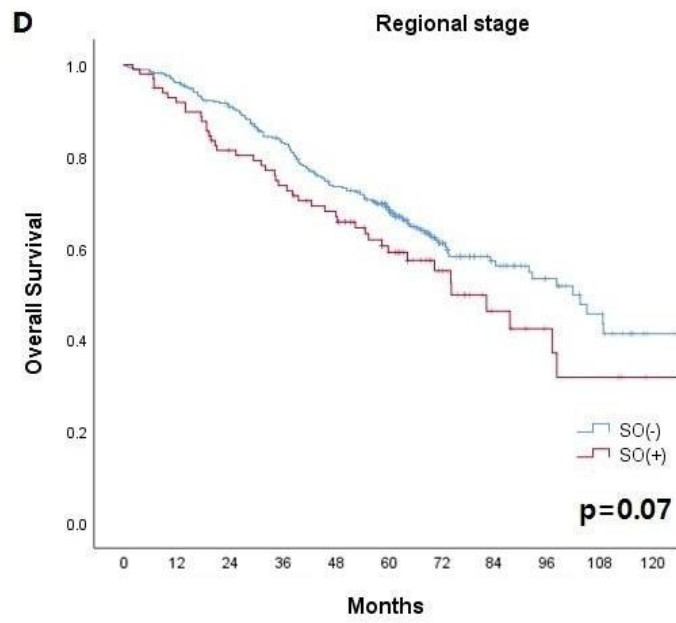 D
Regional stage
1.0
0.8
0.6
0.4
0.2
0.0
Overall Survival
SO(-)
SO(+)
p=0.07
0 12 24 36 48 60 72 84 96 108 120
Months